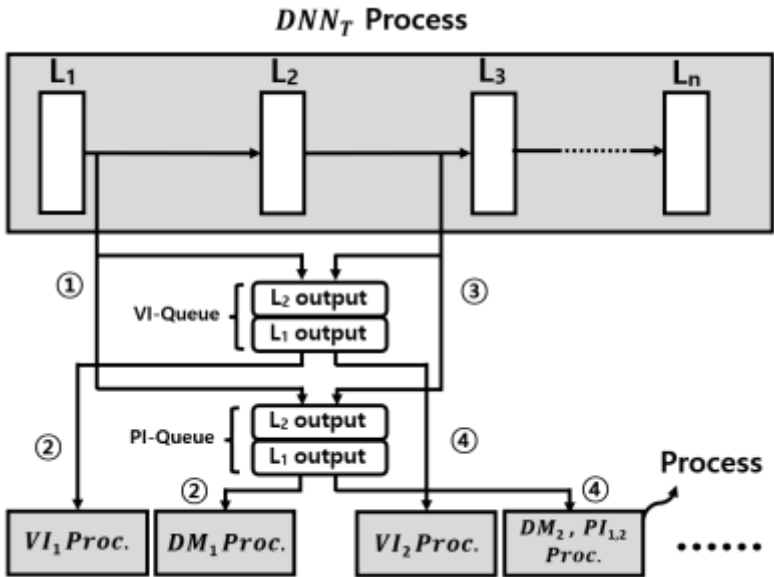 DNN_T Process
L₁ L₂ L₃ Lₙ
①
③
L₂ output
VI-Queue
L₁ output
L₂ output
②
PI-Queue
④
L₁ output
Process
②
④
VI₁ Proc.
DM₁ Proc.
VI₂ Proc.
DM₂ , PI₁,₂
Proc.